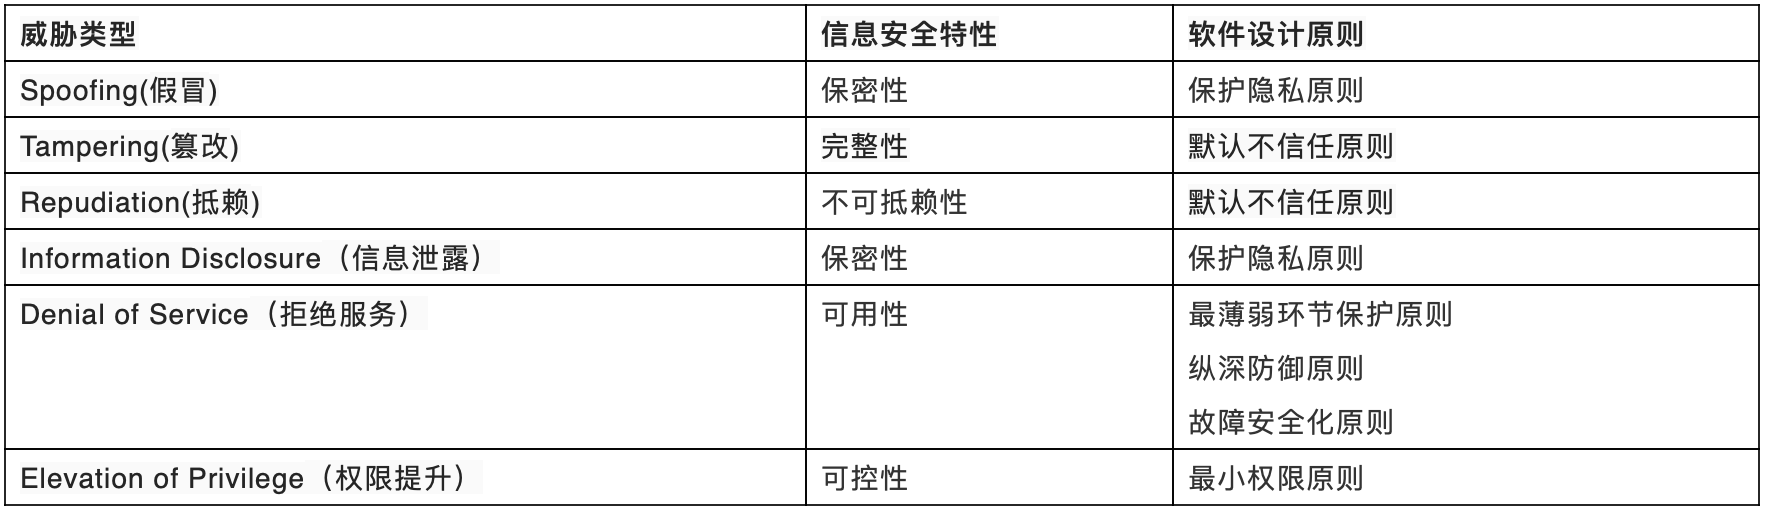 威胁类型 信息安全特性 软件设计原则
Spoofing(假冒) 保密性 保护隐私原则
Tampering(篡改) 完整性 默认不信任原则
Repudiation(抵赖) 不可抵赖性 默认不信任原则
Information Disclosure（信息泄露） 保密性 保护隐私原则
Denial of Service（拒绝服务） 可用性 最薄弱环节保护原则
纵深防御原则
故障安全化原则
Elevation of Privilege（权限提升） 可控性 最小权限原则